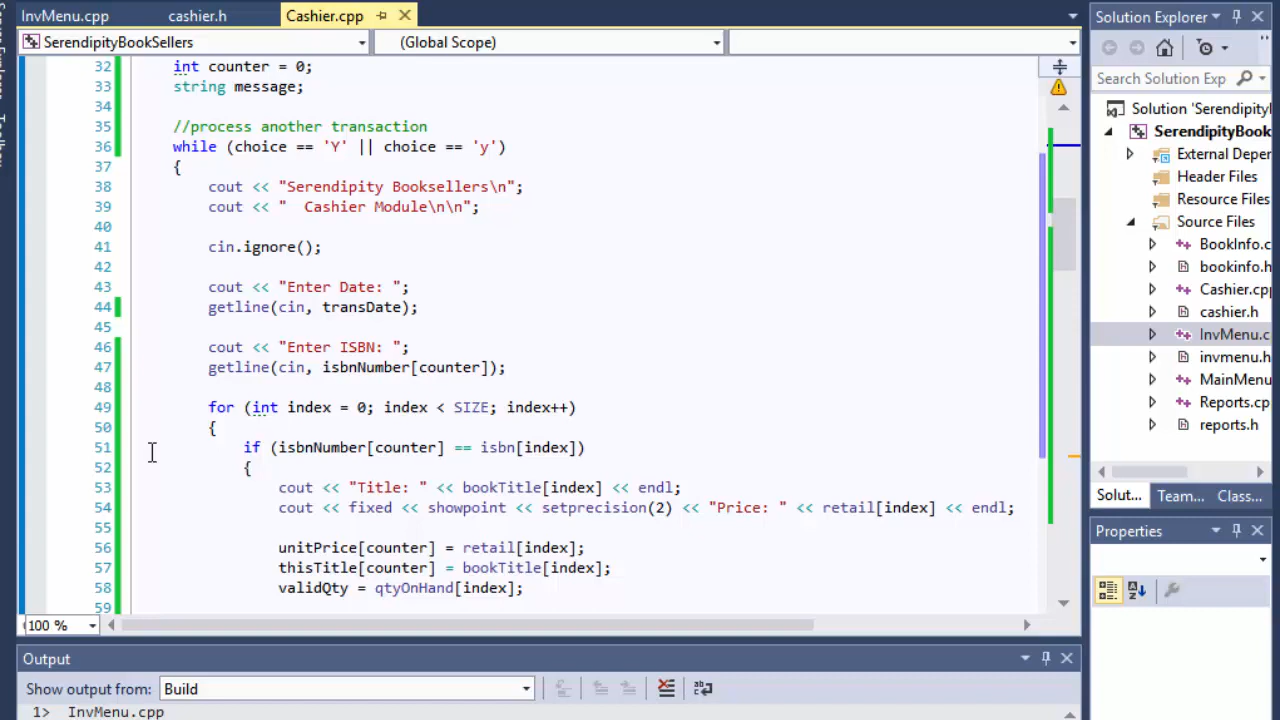 InvMenu.cpp cashier.h Cashier.cpp
SerendipityBookSellers (Global Scope)
32 int counter = 0;
33 string message;
34
35 //process another transaction
36 while (choice == 'Y' || choice == 'y')
37 {
38 cout << "Serendipity Booksellers\n";
39 cout << "  Cashier Module\n\n";
40
41 cin.ignore();
42
43 cout << "Enter Date: ";
44 getline(cin, transDate);
45
46 cout << "Enter ISBN: ";
47 getline(cin, isbnNumber[counter]);
48
49 for (int index = 0; index < SIZE; index++)
50 {
51 if (isbnNumber[counter] == isbn[index])
52 {
53 cout << "Title: " << bookTitle[index] << endl;
54 cout << fixed << showpoint << setprecision(2) << "Price: " << retail[index] << endl;
55
56 unitPrice[counter] = retail[index];
57 thisTitle[counter] = bookTitle[index];
58 validQty = qtyOnHand[index];
59
100 %
Output
Show output from: Build
1> InvMenu.cpp
Solution Explorer
Search Solution Exp
Solution 'Serendipity
SerendipityBook
External Depe
Header Files
Resource Files
Source Files
BookInfo.c
bookinfo.h
Cashier.cpp
cashier.h
InvMenu.c
invmenu.h
MainMenu
Reports.cp
reports.h
Solut... Team... Class...
Properties